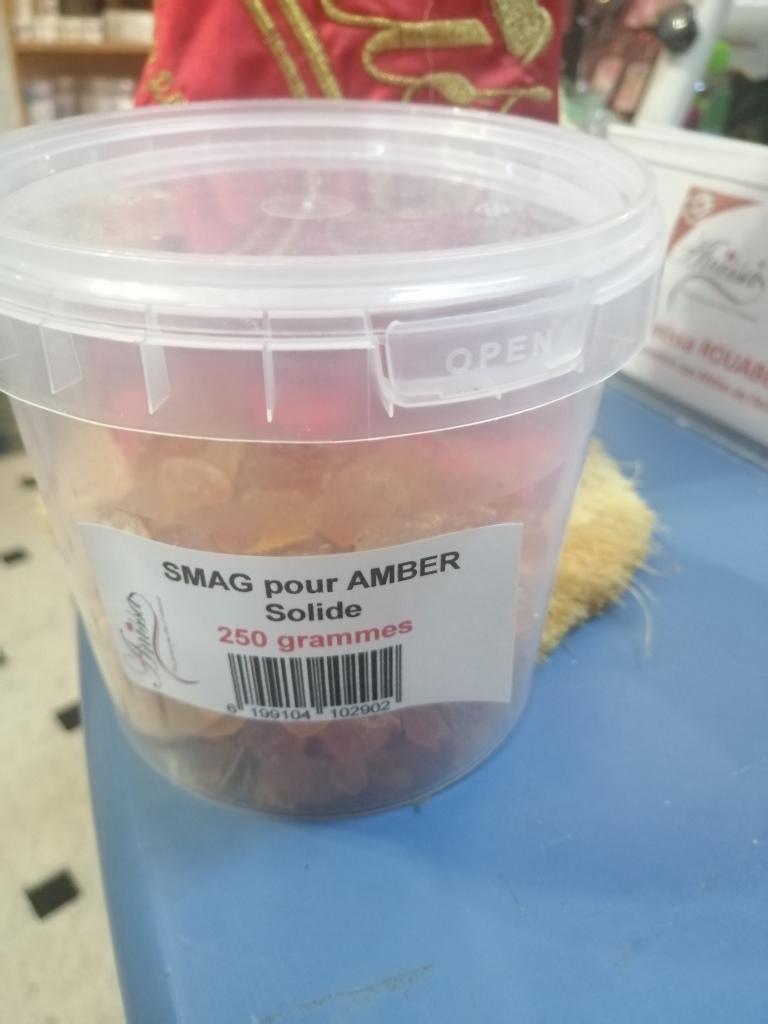 OPEN
SMAG pour AMBER
Solide
250 grammes
6 199104 102902